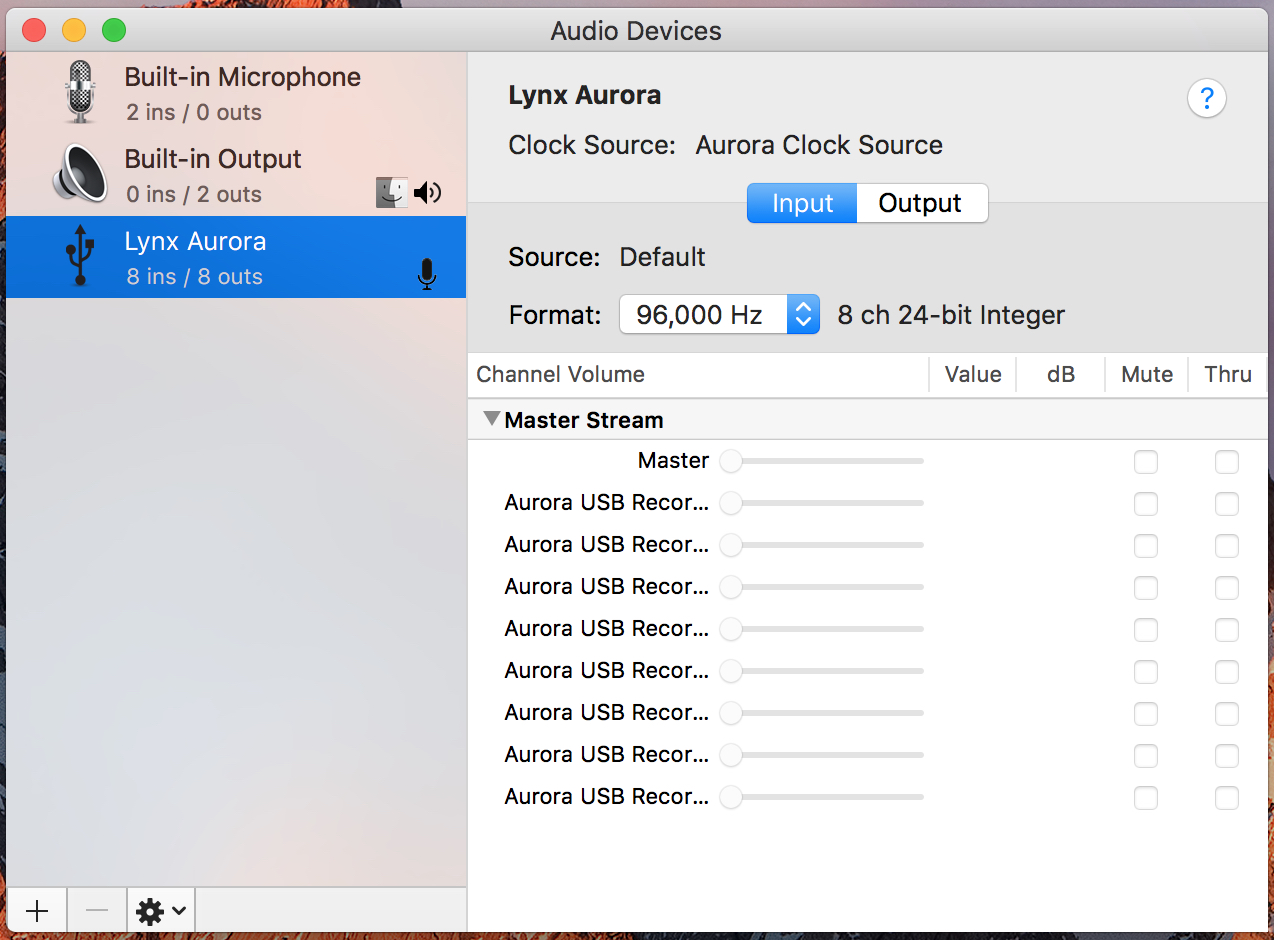 Audio Devices
Built-in Microphone
2 ins / 0 outs
Built-in Output
0 ins / 2 outs
Lynx Aurora
8 ins / 8 outs
Lynx Aurora
?
Clock Source: Aurora Clock Source
Input Output
Source: Default
Format: 96,000 Hz 8 ch 24-bit Integer
Channel Volume Value dB Mute Thru
Master Stream
Master
Aurora USB Recor...
Aurora USB Recor...
Aurora USB Recor...
Aurora USB Recor...
Aurora USB Recor...
Aurora USB Recor...
Aurora USB Recor...
Aurora USB Recor...